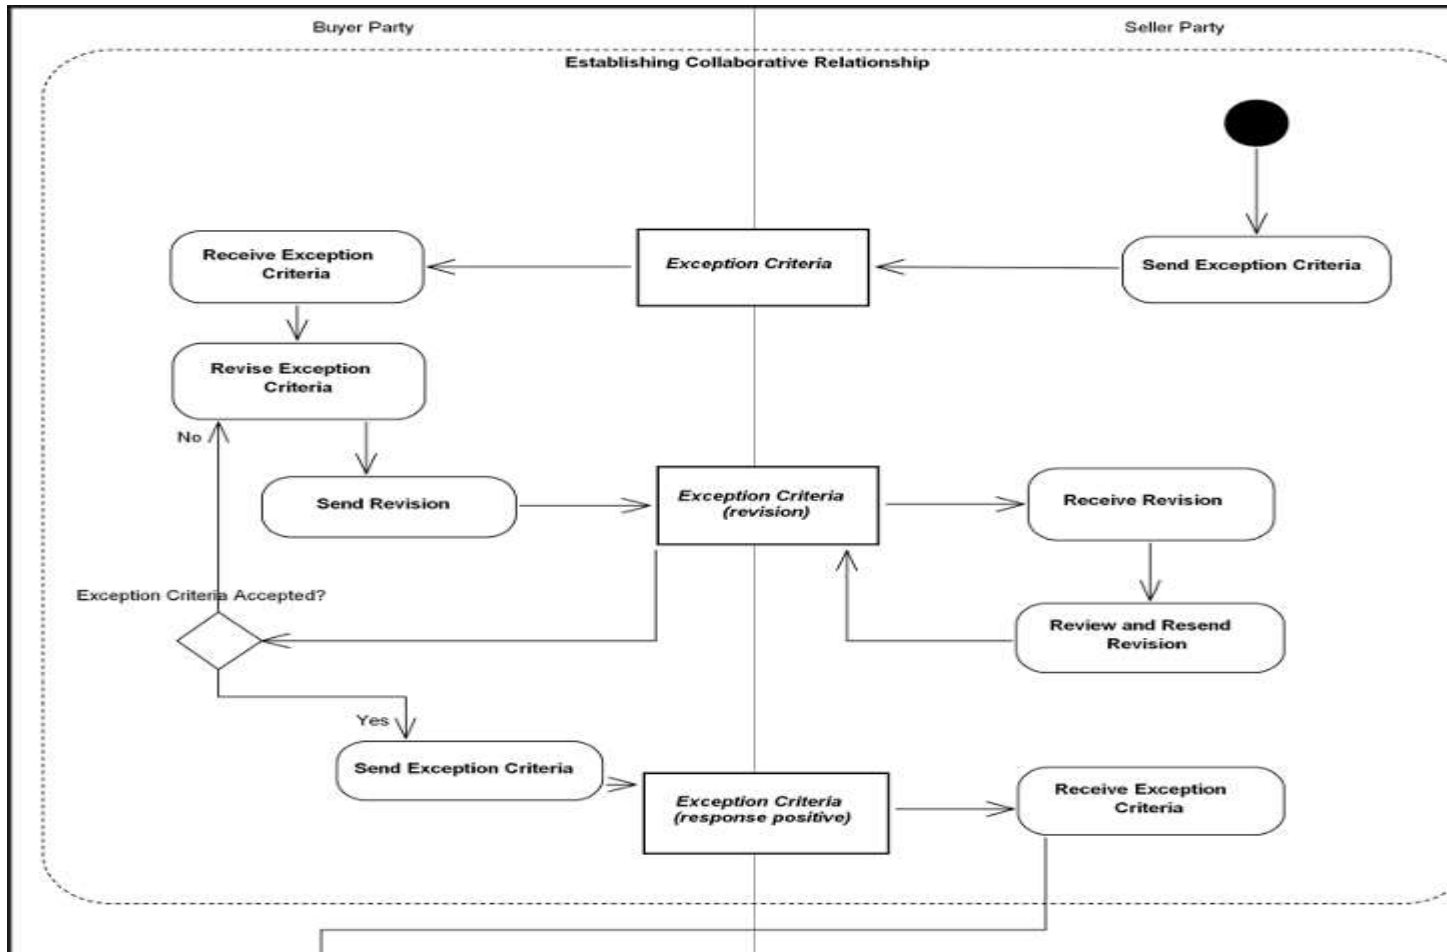 Buyer Party
Seller Party
Establishing Collaborative Relationship
Receive Exception
Criteria
Exception Criteria
Send Exception Criteria
Revise Exception
Criteria
No
Send Revision
Exception Criteria
(revision)
Receive Revision
Exception Criteria Accepted?
Review and Resend
Revision
Yes
Send Exception Criteria
Exception Criteria
(response positive)
Receive Exception
Criteria